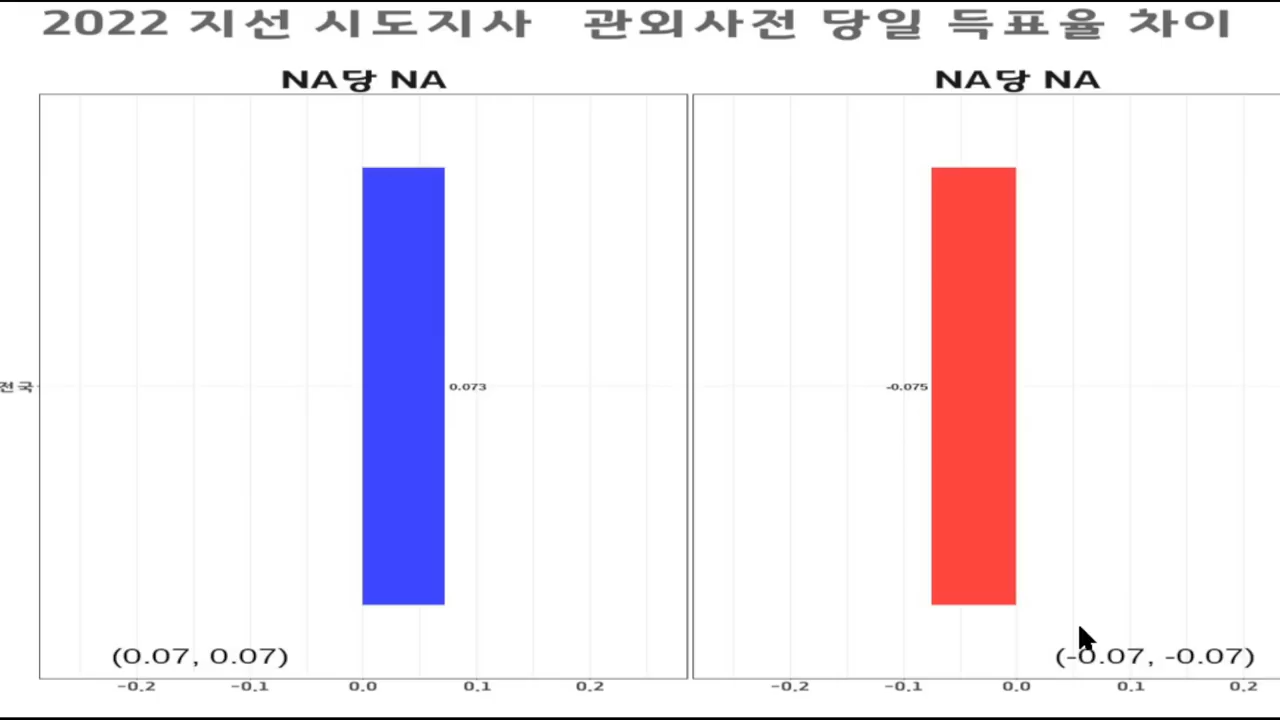 2022 지선 시도지사 관외사전 당일 득표율 차이
NA당 NA
NA당 NA
전국
0.073
-0.075
(0.07, 0.07)
(-0.07, -0.07)
-0.2 -0.1 0.0 0.1 0.2
-0.2 -0.1 0.0 0.1 0.2